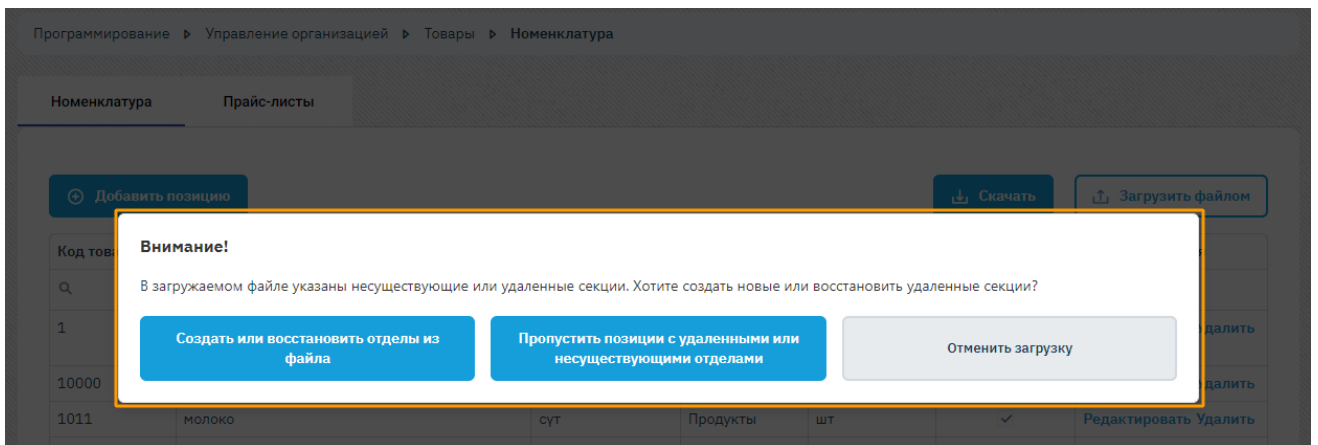 Программирование ▸ Управление организацией ▸ Товары ▸ Номенклатура
Номенклатура Прайс-листы
Добавить позицию Скачать Загрузить файлом
Код
Внимание!
В загружаемом файле указаны несуществующие или удаленные секции. Хотите создать новые или восстановить удаленные секции?
1
Создать или восстановить отделы из
файла
Пропустить позиции с удаленными или
несуществующими отделами
Отменить загрузку
10000
1011 молоко сүт Продукты шт Редактировать Удалить